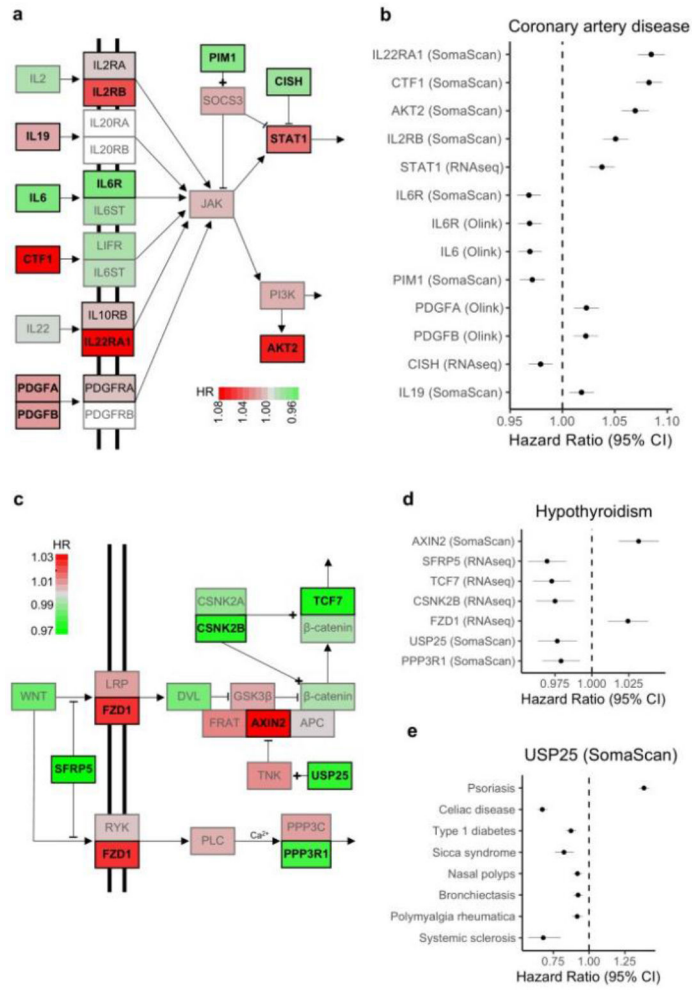 a
IL2
IL2RA
IL2RB
IL19
IL20RA
IL20RB
IL6
IL6R
IL6ST
CTF1
LIFR
IL6ST
IL22
IL10RB
IL22RA1
PDGFA
PDGFB
PDGFRA
PDGFRB
PIM1
+
SOCS3
CISH
STAT1
JAK
PI3K
AKT2
HR
1.08
1.04
1.00
0.96
b
Coronary artery disease
IL22RA1 (SomaScan)
CTF1 (SomaScan)
AKT2 (SomaScan)
IL2RB (SomaScan)
STAT1 (RNAseq)
IL6R (SomaScan)
IL6R (Olink)
IL6 (Olink)
PIM1 (SomaScan)
PDGFA (Olink)
PDGFB (Olink)
CISH (RNAseq)
IL19 (SomaScan)
0.95 1.00 1.05 1.10
Hazard Ratio (95% CI)
c
HR
1.03
1.01
0.99
0.97
WNT
SFRP5
LRP
FZD1
RYK
FZD1
DVL
GSK3β
FRAT
AXIN2
APC
β-catenin
CSNK2A
CSNK2B
+
TCF7
β-catenin
+
TNK
+
USP25
PLC
Ca²⁺
PPP3C
PPP3R1
d
Hypothyroidism
AXIN2 (SomaScan)
SFRP5 (RNAseq)
TCF7 (RNAseq)
CSNK2B (RNAseq)
FZD1 (RNAseq)
USP25 (SomaScan)
PPP3R1 (SomaScan)
0.975 1.000 1.025
Hazard Ratio (95% CI)
e
USP25 (SomaScan)
Psoriasis
Celiac disease
Type 1 diabetes
Sicca syndrome
Nasal polyps
Bronchiectasis
Polymyalgia rheumatica
Systemic sclerosis
0.75 1.00 1.25
Hazard Ratio (95% CI)